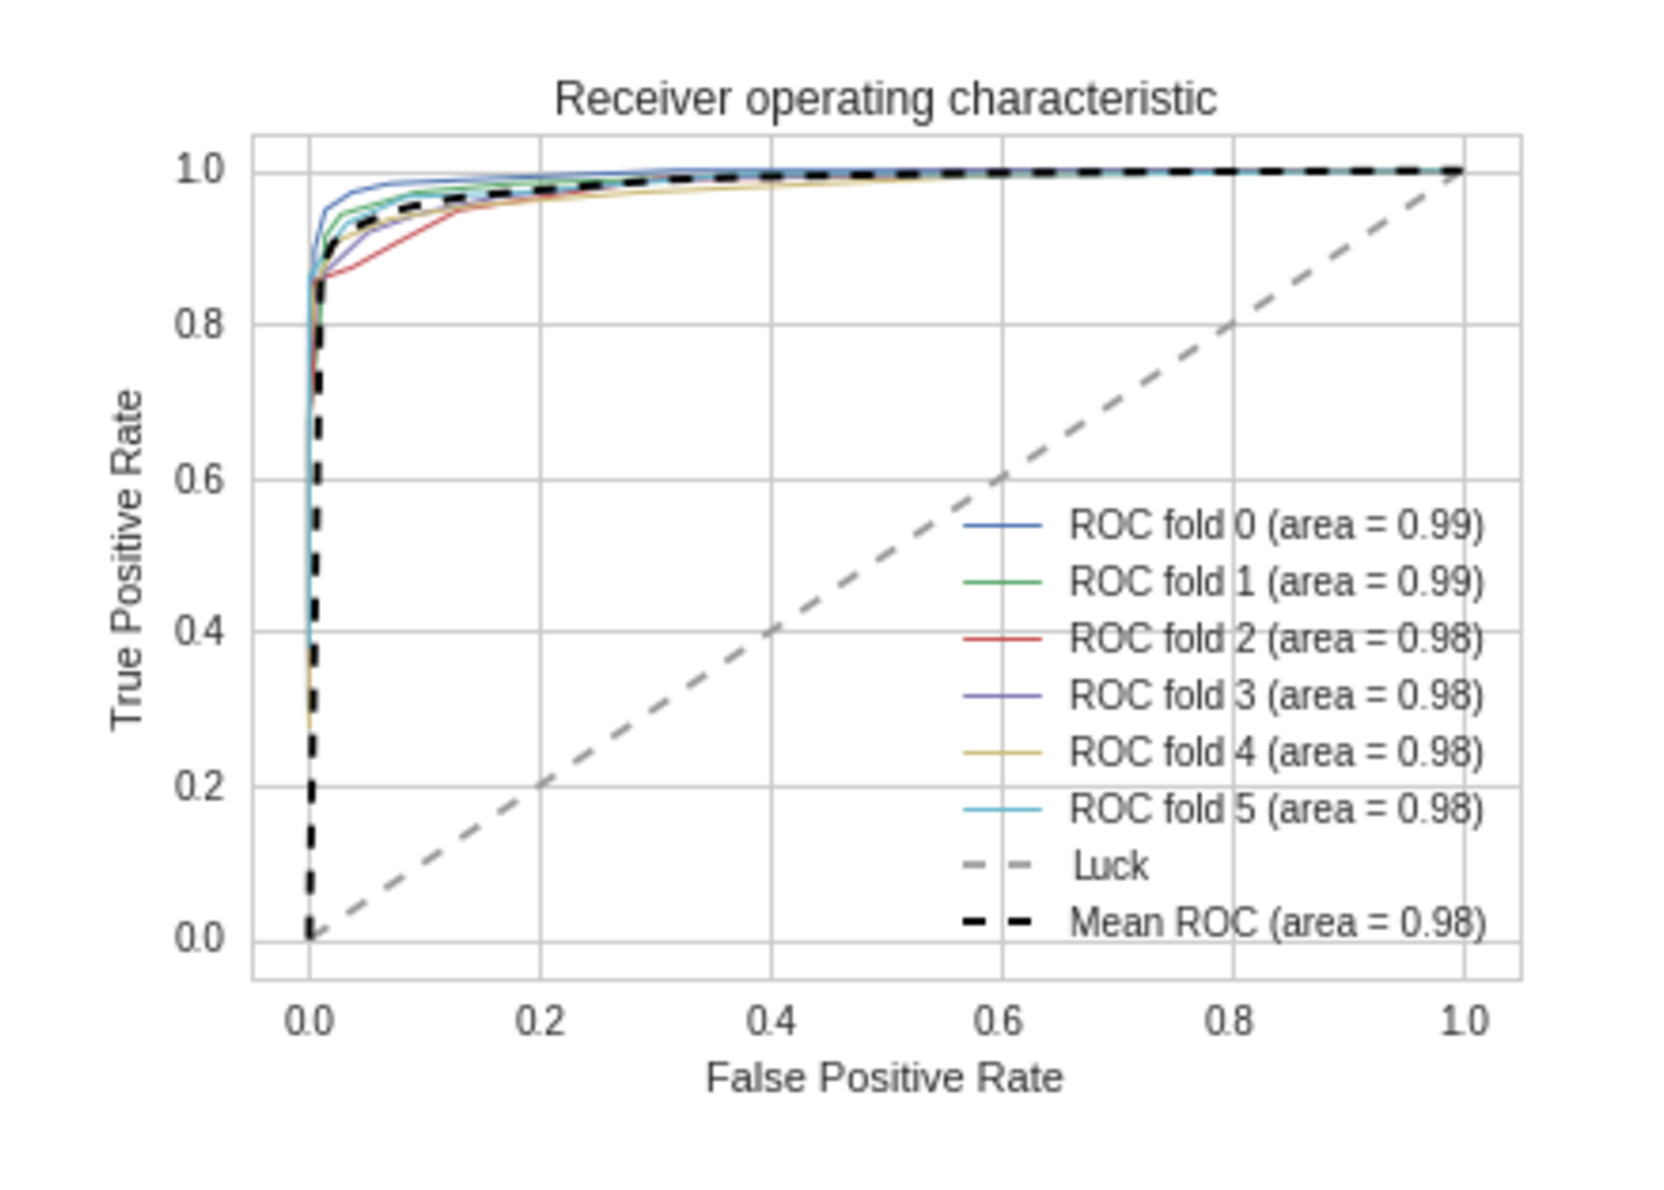 Receiver operating characteristic
1.0
0.8
0.6
0.4
0.2
0.0
True Positive Rate
ROC fold 0 (area = 0.99)
ROC fold 1 (area = 0.99)
ROC fold 2 (area = 0.98)
ROC fold 3 (area = 0.98)
ROC fold 4 (area = 0.98)
ROC fold 5 (area = 0.98)
Luck
Mean ROC (area = 0.98)
0.0 0.2 0.4 0.6 0.8 1.0
False Positive Rate